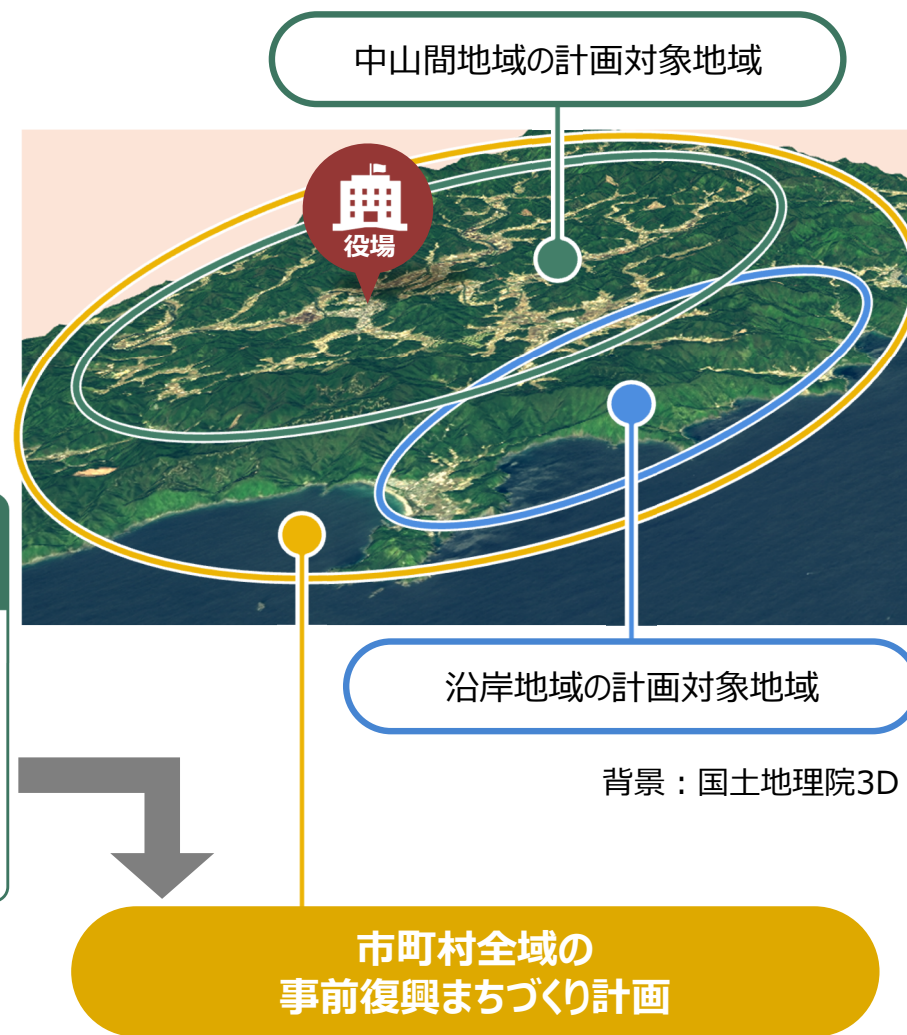 中山間地域の計画対象地域
役場
沿岸地域の計画対象地域
背景：国土地理院3D
市町村全域の
事前復興まちづくり計画